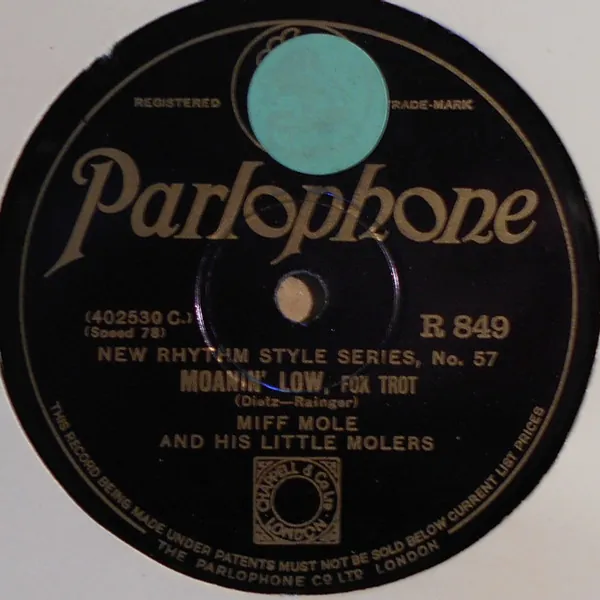 REGISTERED TRADE-MARK
Parlophone
(402530 C.)
(Speed 78)
R 849
NEW RHYTHM STYLE SERIES, No. 57
MOANIN' LOW, FOX TROT
(Dietz—Rainger)
MIFF MOLE
AND HIS LITTLE MOLERS
CHAPPELL & Co. LTD.
LONDON
THIS RECORD BEING MADE UNDER PATENTS MUST NOT BE SOLD BELOW CURRENT LIST PRICES
THE PARLOPHONE Co LTD LONDON